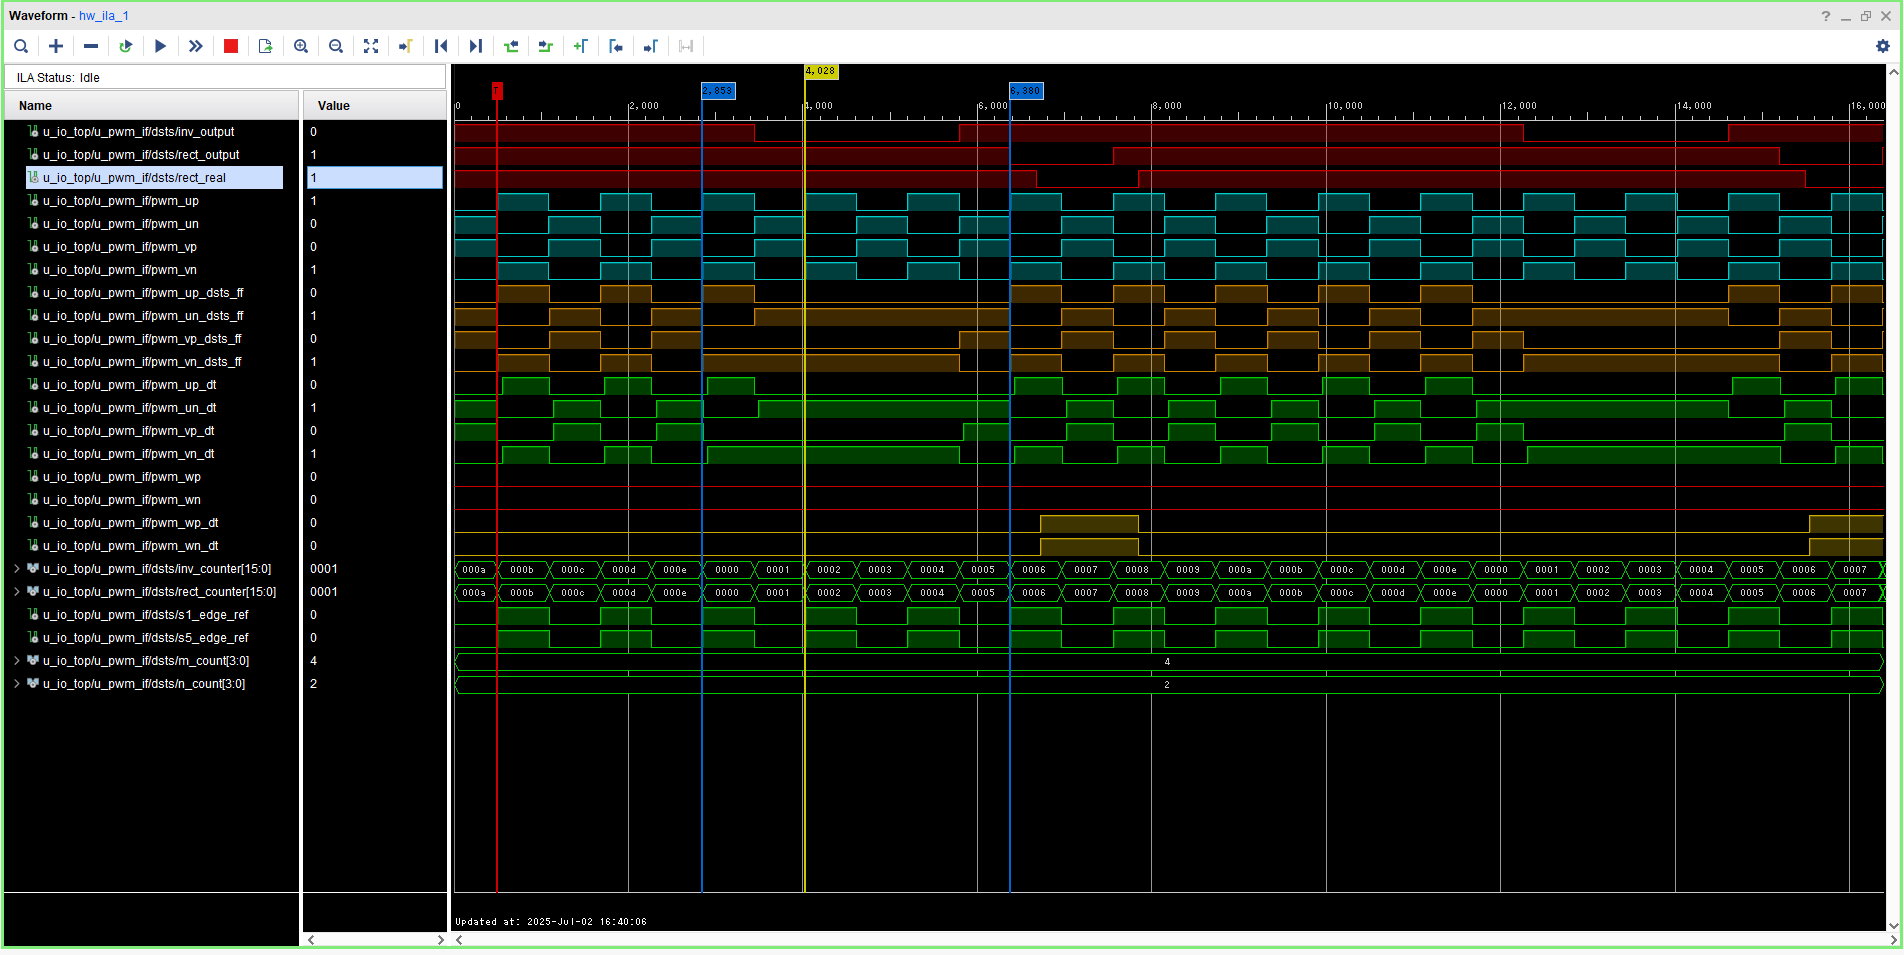 Waveform - hw_ila_1
ILA Status: Idle
Name Value
T 2,853 4,028 6,380
0 2,000 4,000 6,000 8,000 10,000 12,000 14,000 16,000
u_io_top/u_pwm_if/dsts/inv_output 0
u_io_top/u_pwm_if/dsts/rect_output 1
u_io_top/u_pwm_if/dsts/rect_real 1
u_io_top/u_pwm_if/pwm_up 1
u_io_top/u_pwm_if/pwm_un 0
u_io_top/u_pwm_if/pwm_vp 0
u_io_top/u_pwm_if/pwm_vn 1
u_io_top/u_pwm_if/pwm_up_dsts_ff 0
u_io_top/u_pwm_if/pwm_un_dsts_ff 1
u_io_top/u_pwm_if/pwm_vp_dsts_ff 0
u_io_top/u_pwm_if/pwm_vn_dsts_ff 1
u_io_top/u_pwm_if/pwm_up_dt 0
u_io_top/u_pwm_if/pwm_un_dt 1
u_io_top/u_pwm_if/pwm_vp_dt 0
u_io_top/u_pwm_if/pwm_vn_dt 1
u_io_top/u_pwm_if/pwm_wp 0
u_io_top/u_pwm_if/pwm_wn 0
u_io_top/u_pwm_if/pwm_wp_dt 0
u_io_top/u_pwm_if/pwm_wn_dt 0
u_io_top/u_pwm_if/dsts/inv_counter[15:0] 0001 000a 000b 000c 000d 000e 0000 0001 0002 0003 0004 0005 0006 0007 0008 0009 000a 000b 000c 000d 000e 0000 0001 0002 0003 0004 0005 0006 0007
u_io_top/u_pwm_if/dsts/rect_counter[15:0] 0001 000a 000b 000c 000d 000e 0000 0001 0002 0003 0004 0005 0006 0007 0008 0009 000a 000b 000c 000d 000e 0000 0001 0002 0003 0004 0005 0006 0007
u_io_top/u_pwm_if/dsts/s1_edge_ref 0
u_io_top/u_pwm_if/dsts/s5_edge_ref 0
u_io_top/u_pwm_if/dsts/m_count[3:0] 4 4
u_io_top/u_pwm_if/dsts/n_count[3:0] 2 2
Updated at: 2025-Jul-02 16:40:06